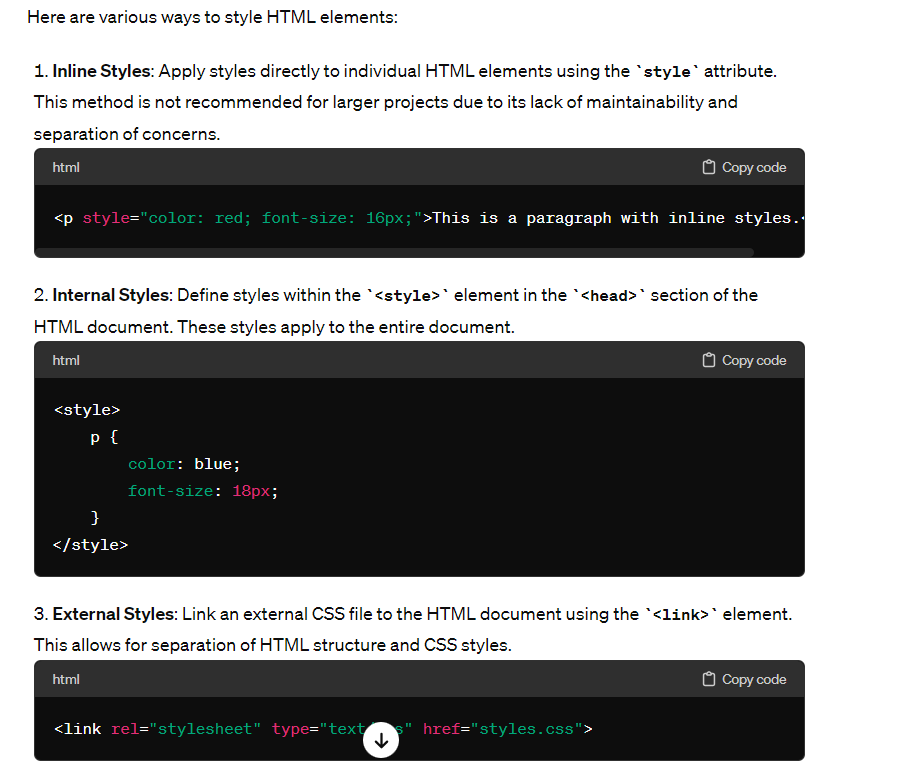 Here are various ways to style HTML elements:
1. Inline Styles: Apply styles directly to individual HTML elements using the `style` attribute.
This method is not recommended for larger projects due to its lack of maintainability and
separation of concerns.
html Copy code
<p style="color: red; font-size: 16px;">This is a paragraph with inline styles.
2. Internal Styles: Define styles within the `<style>` element in the `<head>` section of the
HTML document. These styles apply to the entire document.
html Copy code
<style>
    p {
        color: blue;
        font-size: 18px;
    }
</style>
3. External Styles: Link an external CSS file to the HTML document using the `<link>` element.
This allows for separation of HTML structure and CSS styles.
html Copy code
<link rel="stylesheet" type="text s" href="styles.css">